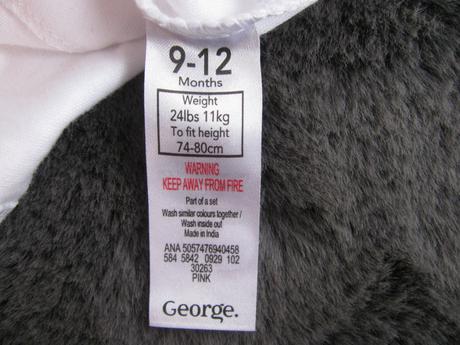 9-12
Months
Weight
24lbs 11kg
To fit height
74-80cm
WARNING
KEEP AWAY FROM FIRE
Part of a set
Wash similar colours together /
Wash inside out
Made in India
ANA 5057476940458
584 5842 0929 102
30263
PINK
George.